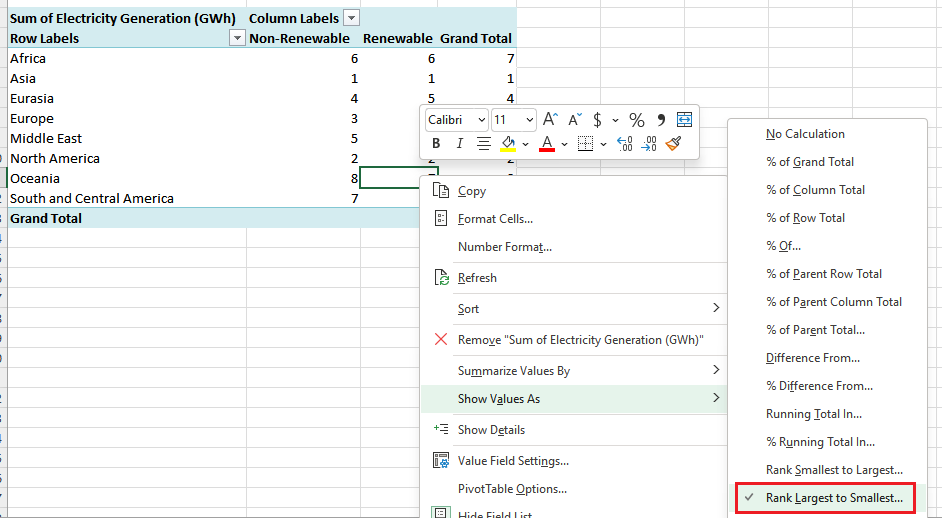 Sum of Electricity Generation (GWh) Column Labels
Row Labels Non-Renewable Renewable Grand Total
Africa 6 6 7
Asia 1 1 1
Eurasia 4 5 4
Europe 3
Middle East 5
North America 2
Oceania 8
South and Central America 7
Grand Total
Calibri 11 A A $ % 9
B I A .00 .00
Copy
Format Cells...
Number Format...
Refresh
Sort
Remove "Sum of Electricity Generation (GWh)"
Summarize Values By
Show Values As
Show Details
Value Field Settings...
PivotTable Options...
Hide Field List
No Calculation
% of Grand Total
% of Column Total
% of Row Total
% Of...
% of Parent Row Total
% of Parent Column Total
% of Parent Total...
Difference From...
% Difference From...
Running Total In...
% Running Total In...
Rank Smallest to Largest...
Rank Largest to Smallest...